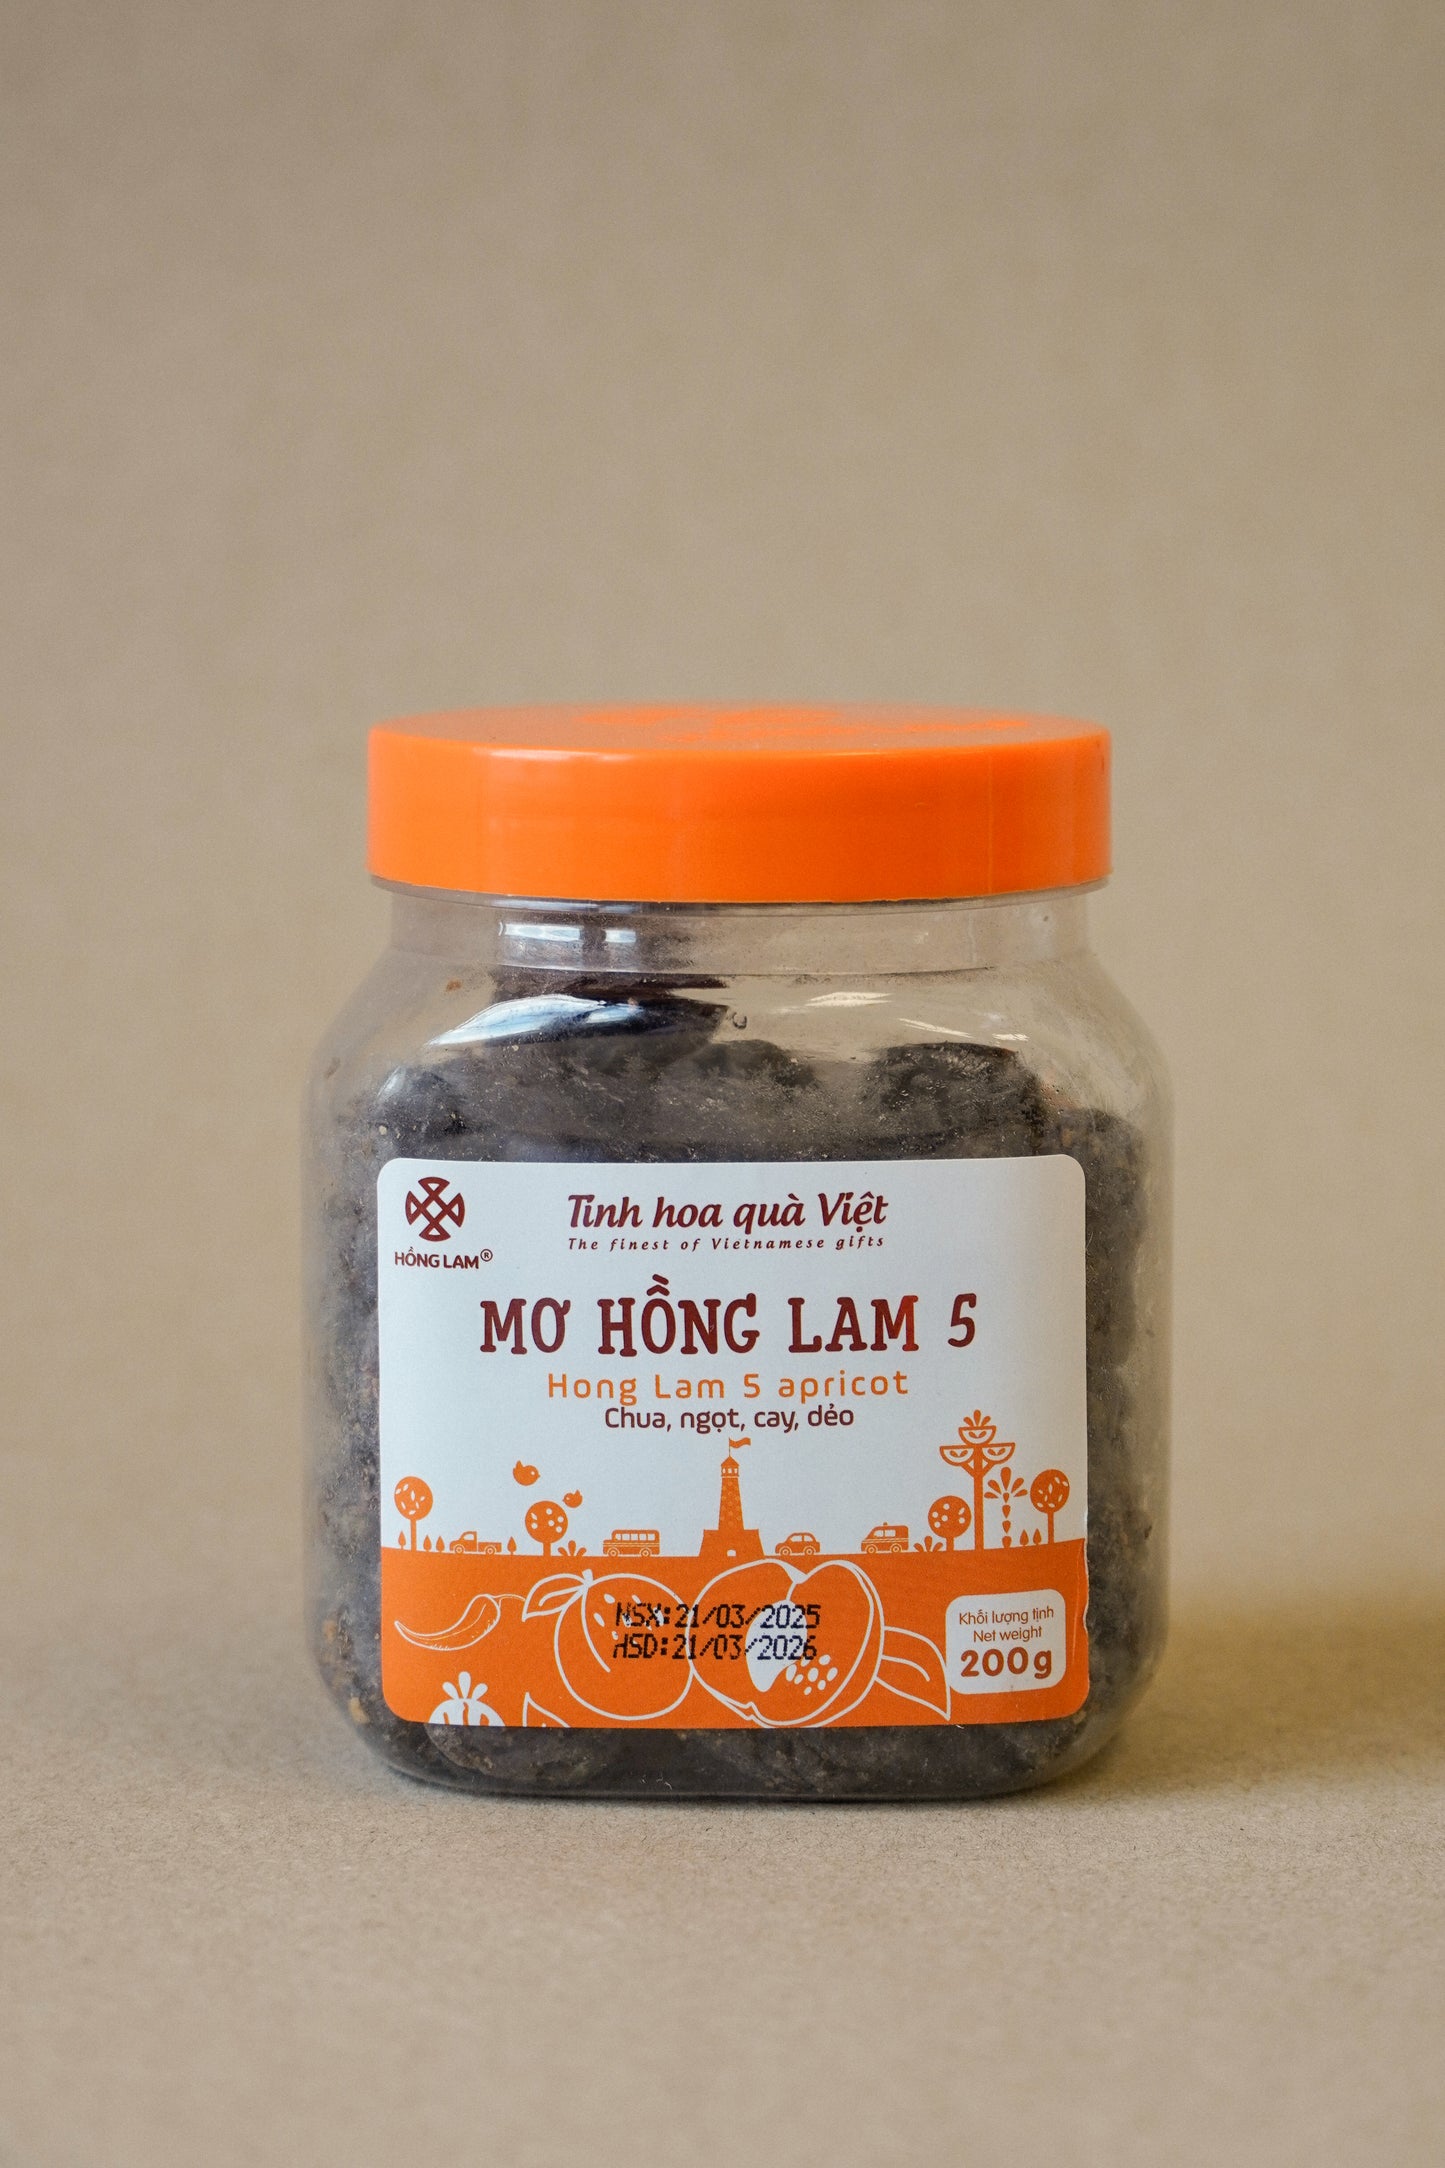 HỒNG LAM®
Tinh hoa quà Việt
The finest of Vietnamese gifts
MƠ HỒNG LAM 5
Hong Lam 5 apricot
Chua, ngọt, cay, dẻo
NSX:21/03/2025
HSD:21/03/2026
Khối lượng tịnh
Net weight
200g